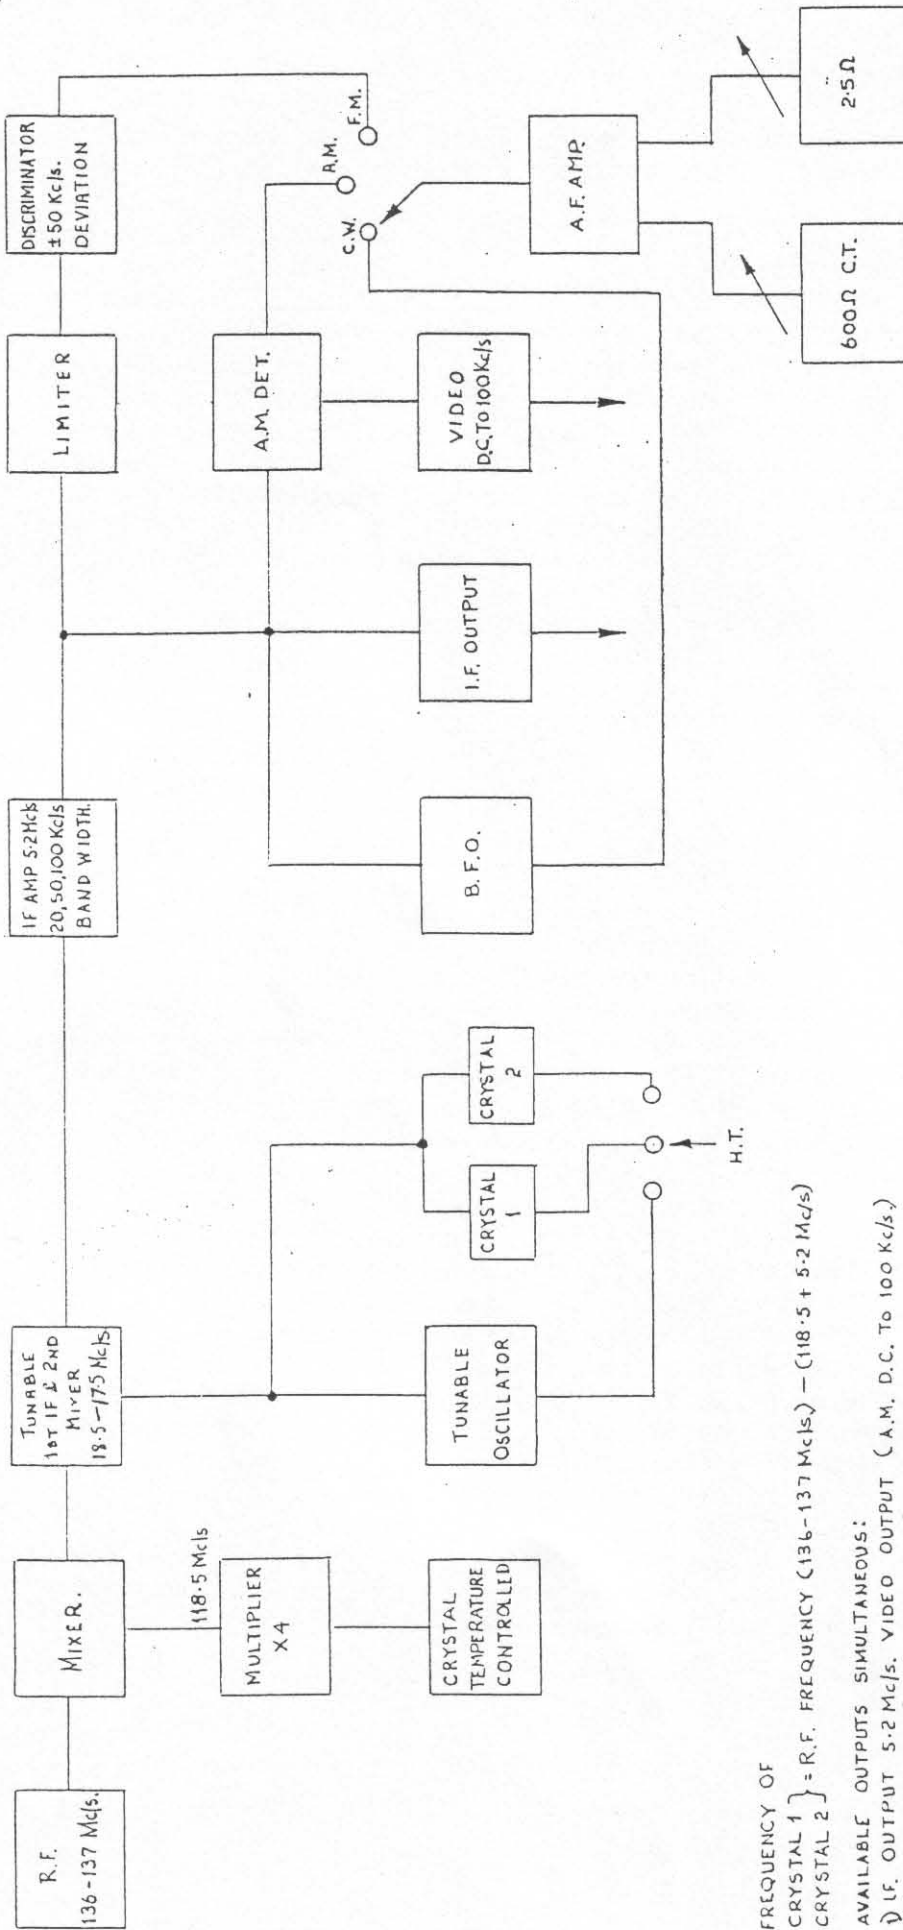 R.F.
136-137 Mc/s.
MIXER.
118·5 Mc/s
MULTIPLIER
X4
CRYSTAL
TEMPERATURE
CONTROLLED
TUNABLE
1ST IF & 2ND
MIXER
18·5-17·5 Mc/s
TUNABLE
OSCILLATOR
CRYSTAL
1
CRYSTAL
2
H.T.
IF AMP 5·2 Mc/s
20,50,100 Kc/s
BAND WIDTH.
B.F.O.
I.F. OUTPUT
LIMITER
A.M. DET.
VIDEO
D.C. TO 100 Kc/s
DISCRIMINATOR
±50 Kc/s.
DEVIATION
C.W.
A.M.
F.M.
A.F. AMP.
600Ω C.T.
2·5Ω
FREQUENCY OF
CRYSTAL 1
CRYSTAL 2 } = R.F. FREQUENCY (136-137 Mc/s.) - (118·5 + 5·2 Mc/s)
AVAILABLE OUTPUTS SIMULTANEOUS:
1) I.F. OUTPUT 5·2 Mc/s. VIDEO OUTPUT (A.M. D.C. TO 100 Kc/s.)